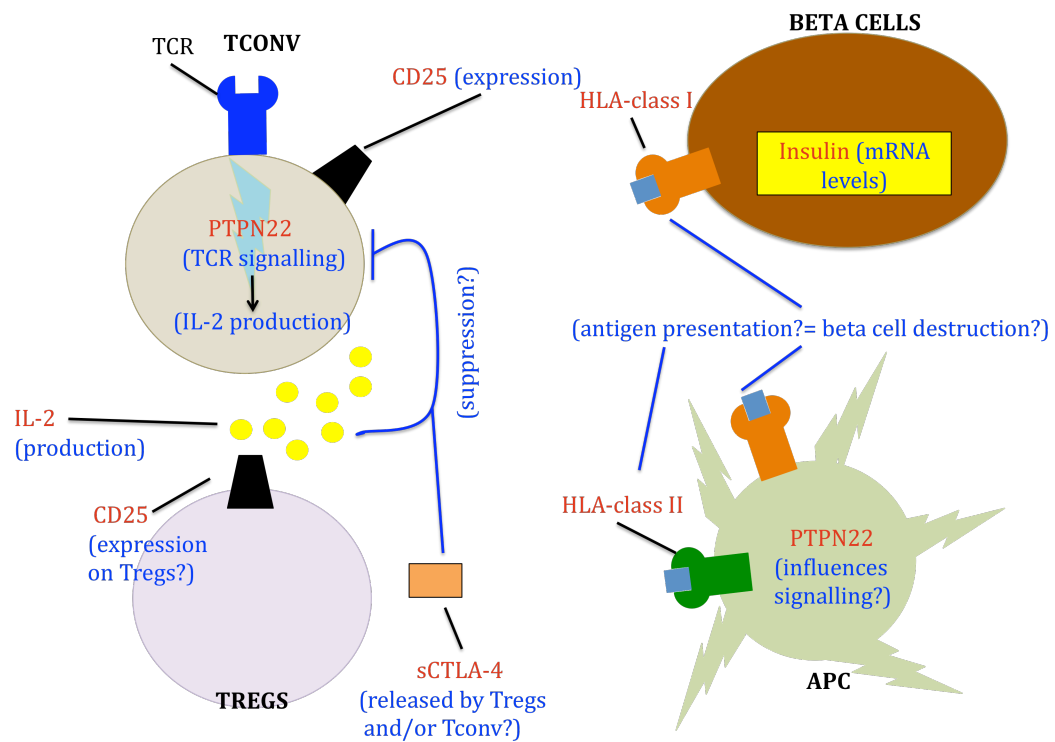 TCR
TCONV
CD25 (expression)
PTPN22
(TCR signalling)
(IL-2 production)
(suppression?)
IL-2
(production)
CD25
(expression
on Tregs?)
TREGS
sCTLA-4
(released by Tregs
and/or Tconv?)
BETA CELLS
HLA-class I
Insulin (mRNA
levels)
(antigen presentation?= beta cell destruction?)
HLA-class II
PTPN22
(influences
signalling?)
APC